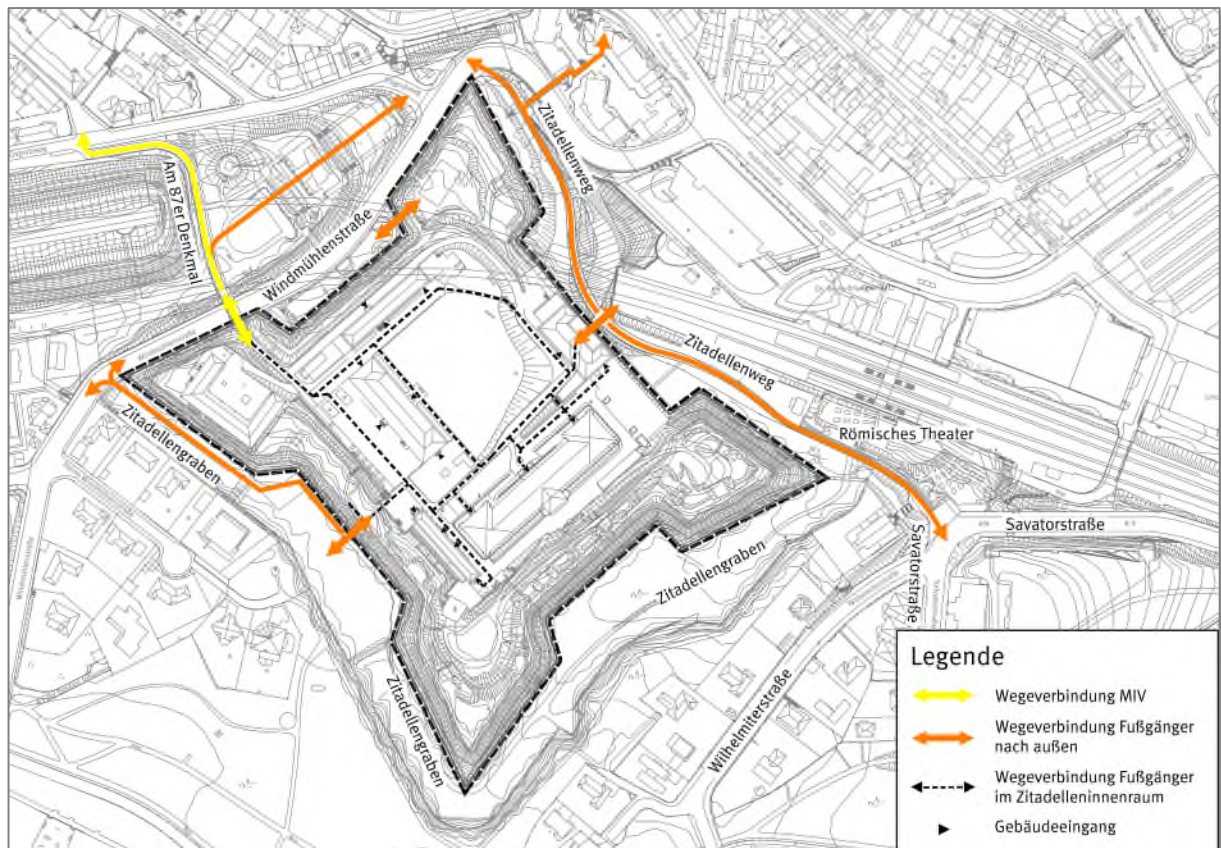 Zitadellenweg
Am 87er Denkmal
Windmühlenstraße
Zitadellenweg
Zitadellengraben
Römisches Theater
Savatorstraße
Savatorstraße
Zitadellengraben
Zitadellengraben
Wilhelmiterstraße
Legende
Wegeverbindung MIV
Wegeverbindung Fußgänger
nach außen
Wegeverbindung Fußgänger
im Zitadelleninnenraum
Gebäudeeingang